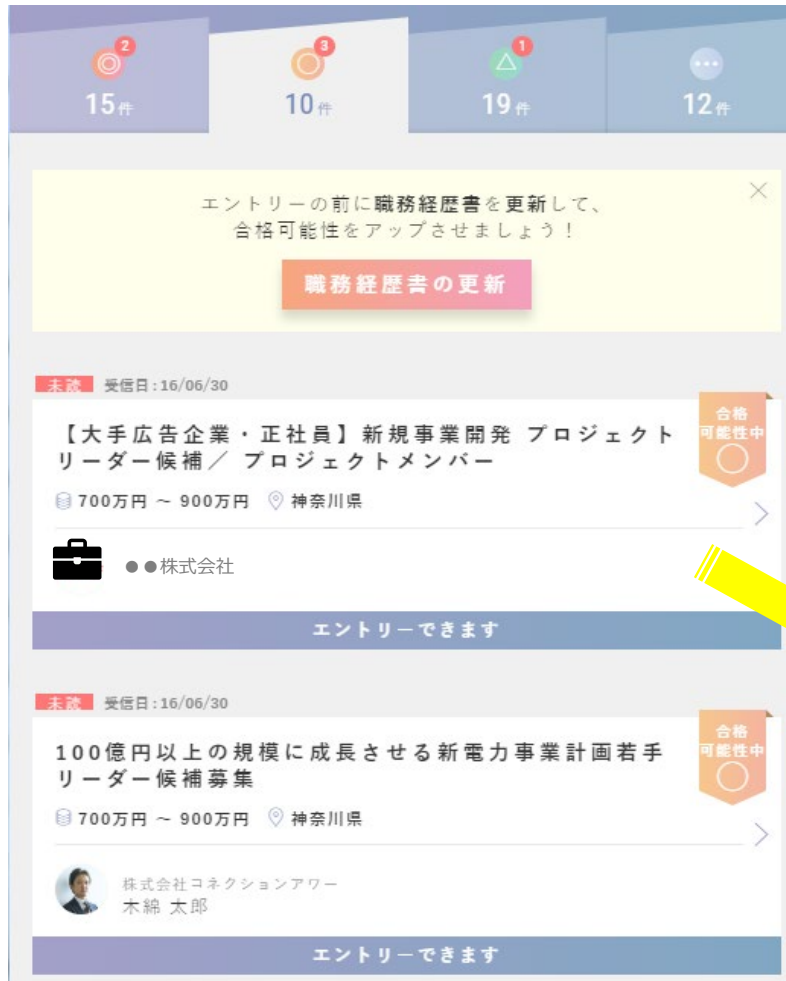 2
3
1
15件
10件
19件
12件
エントリーの前に職務経歴書を更新して、
合格可能性をアップさせましょう！
職務経歴書の更新
未読 受信日:16/06/30
合格
可能性中
【大手広告企業・正社員】新規事業開発 プロジェクト
リーダー候補／ プロジェクトメンバー
700万円 ～ 900万円 神奈川県
●●株式会社
エントリーできます
未読 受信日:16/06/30
合格
可能性中
100億円以上の規模に成長させる新電力事業計画若手
リーダー候補募集
700万円 ～ 900万円 神奈川県
株式会社コネクションアワー
木綿 太郎
エントリーできます